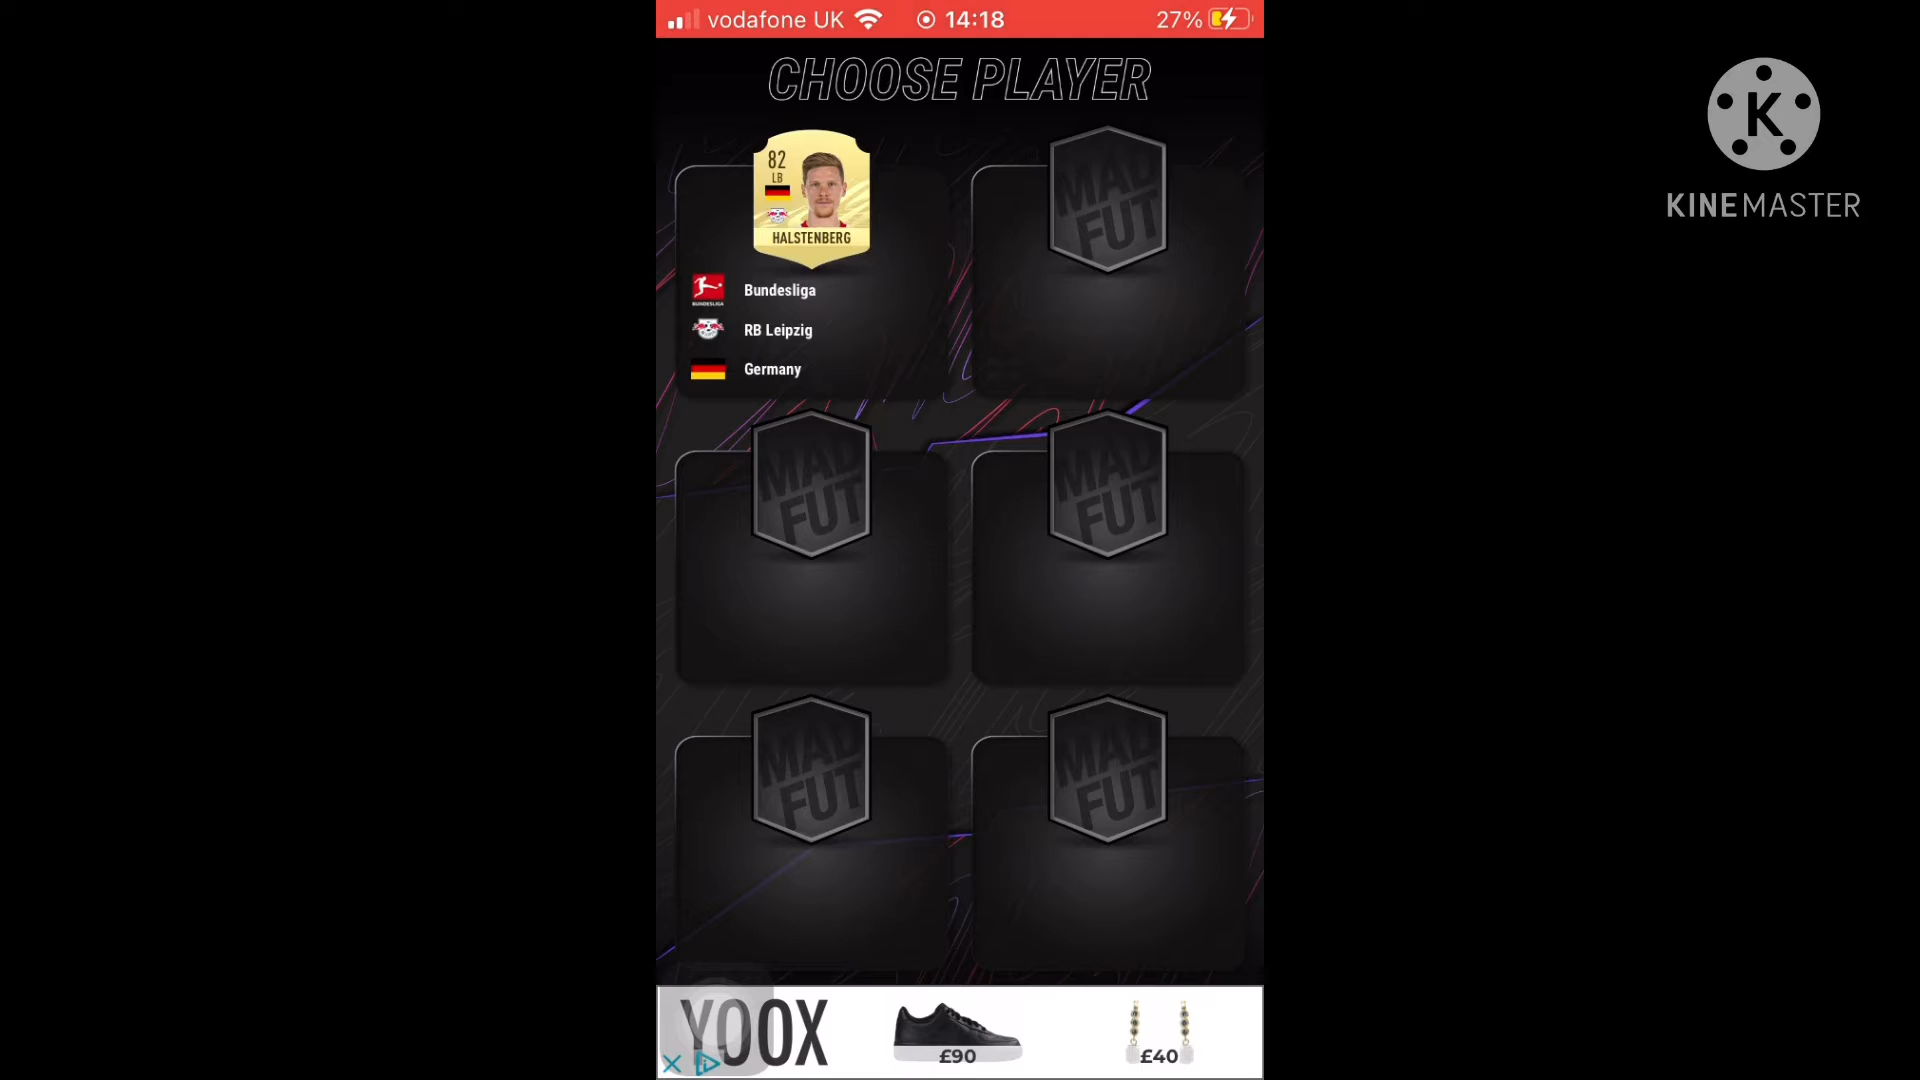 vodafone UK 14:18 27%
CHOOSE PLAYER
82
LB
HALSTENBERG
Bundesliga
BUNDESLIGA
RB Leipzig
Germany
MAD
FUT
MAD
FUT
MAD
FUT
MAD
FUT
MAD
FUT
YOOX
£90
£40
K
KINEMASTER